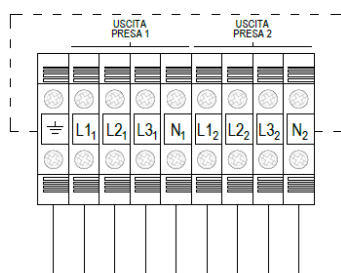 USCITA
PRESA 1
USCITA
PRESA 2
L1₁ L2₁ L3₁ N₁ L1₂ L2₂ L3₂ N₂